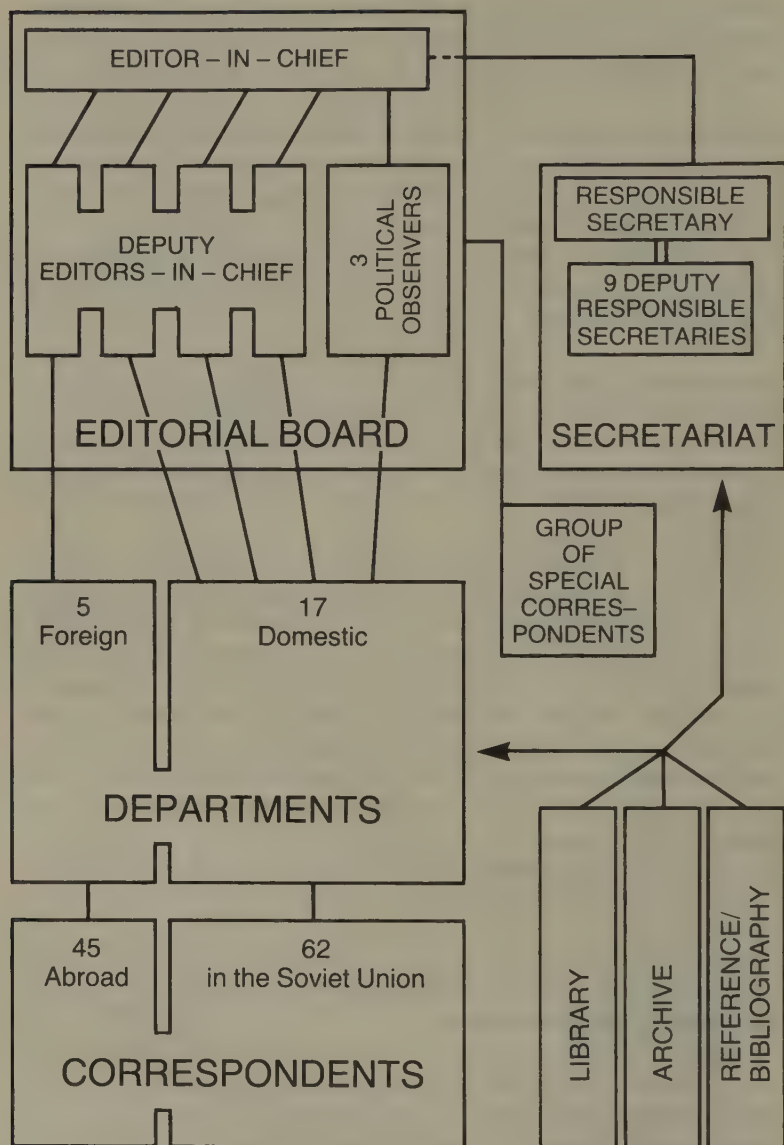 EDITOR – IN – CHIEF
DEPUTY
EDITORS – IN – CHIEF
3
POLITICAL
OBSERVERS
EDITORIAL BOARD
RESPONSIBLE
SECRETARY
9 DEPUTY
RESPONSIBLE
SECRETARIES
SECRETARIAT
GROUP
OF
SPECIAL
CORRES–
PONDENTS
5
Foreign
17
Domestic
DEPARTMENTS
45
Abroad
62
in the Soviet Union
CORRESPONDENTS
LIBRARY
ARCHIVE
REFERENCE/
BIBLIOGRAPHY